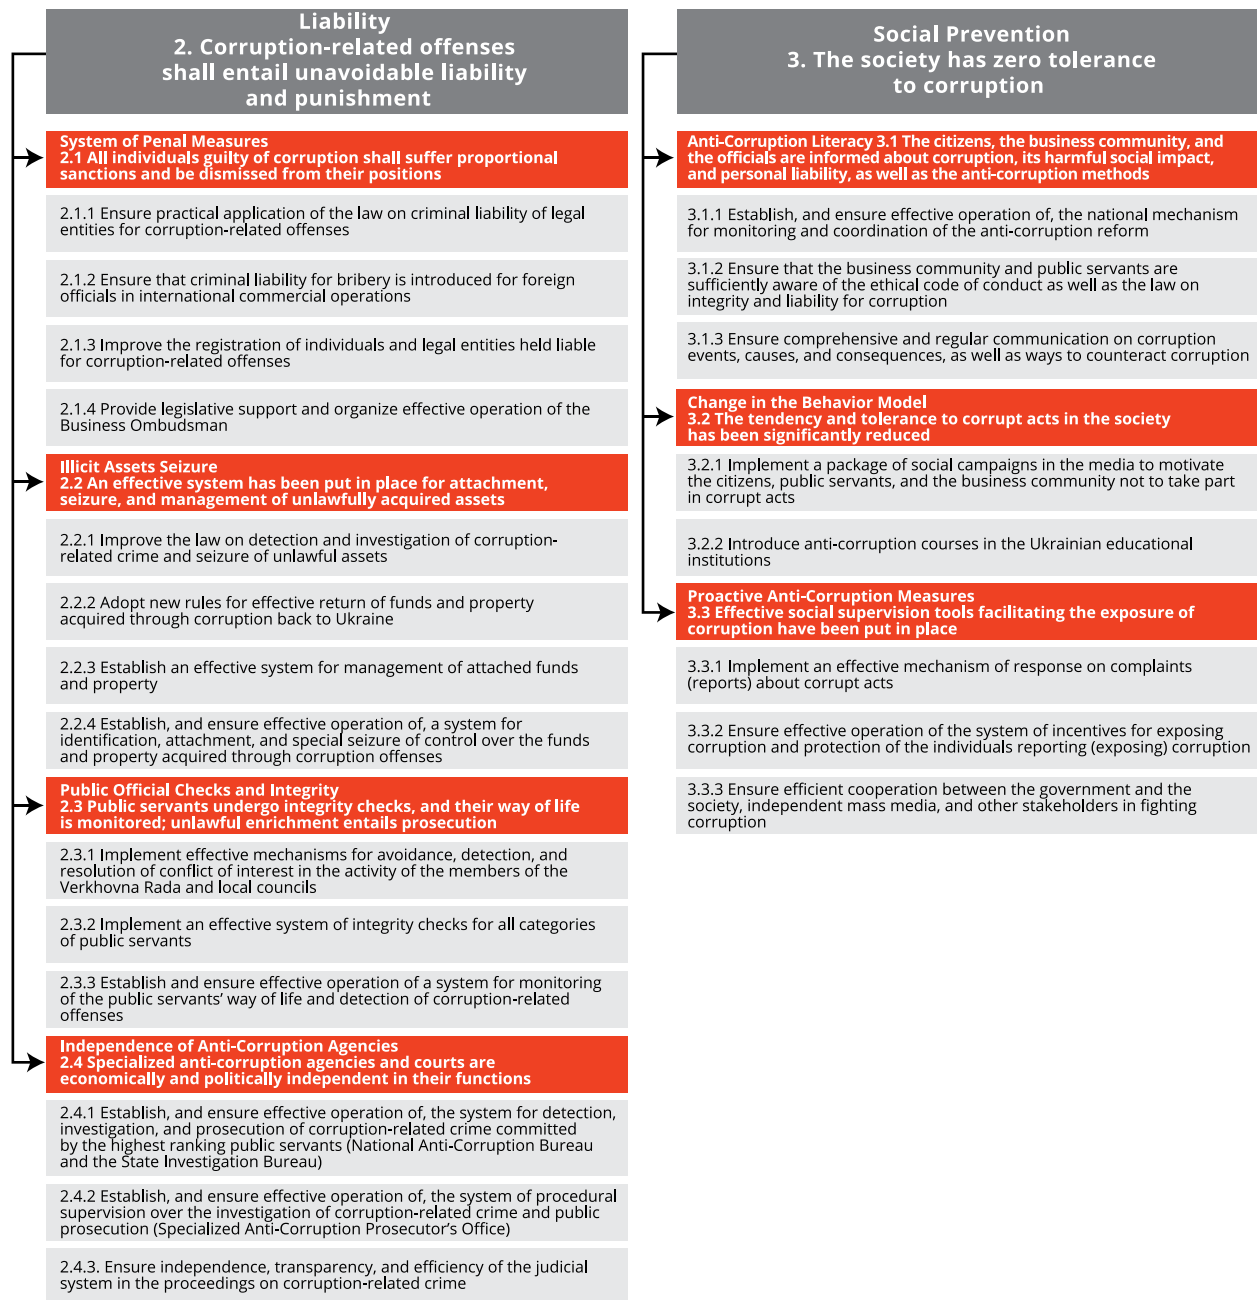 Liability
2. Corruption-related offenses
shall entail unavoidable liability
and punishment
System of Penal Measures
2.1 All individuals guilty of corruption shall suffer proportional
sanctions and be dismissed from their positions
2.1.1 Ensure practical application of the law on criminal liability of legal
entities for corruption-related offenses
2.1.2 Ensure that criminal liability for bribery is introduced for foreign
officials in international commercial operations
2.1.3 Improve the registration of individuals and legal entities held liable
for corruption-related offenses
2.1.4 Provide legislative support and organize effective operation of the
Business Ombudsman
Illicit Assets Seizure
2.2 An effective system has been put in place for attachment,
seizure, and management of unlawfully acquired assets
2.2.1 Improve the law on detection and investigation of corruption-
related crime and seizure of unlawful assets
2.2.2 Adopt new rules for effective return of funds and property
acquired through corruption back to Ukraine
2.2.3 Establish an effective system for management of attached funds
and property
2.2.4 Establish, and ensure effective operation of, a system for
identification, attachment, and special seizure of control over the funds
and property acquired through corruption offenses
Public Official Checks and Integrity
2.3 Public servants undergo integrity checks, and their way of life
is monitored; unlawful enrichment entails prosecution
2.3.1 Implement effective mechanisms for avoidance, detection, and
resolution of conflict of interest in the activity of the members of the
Verkhovna Rada and local councils
2.3.2 Implement an effective system of integrity checks for all categories
of public servants
2.3.3 Establish and ensure effective operation of a system for monitoring
of the public servants’ way of life and detection of corruption-related
offenses
Independence of Anti-Corruption Agencies
2.4 Specialized anti-corruption agencies and courts are
economically and politically independent in their functions
2.4.1 Establish, and ensure effective operation of, the system for detection,
investigation, and prosecution of corruption-related crime committed
by the highest ranking public servants (National Anti-Corruption Bureau
and the State Investigation Bureau)
2.4.2 Establish, and ensure effective operation of, the system of procedural
supervision over the investigation of corruption-related crime and public
prosecution (Specialized Anti-Corruption Prosecutor’s Office)
2.4.3. Ensure independence, transparency, and efficiency of the judicial
system in the proceedings on corruption-related crime
Social Prevention
3. The society has zero tolerance
to corruption
Anti-Corruption Literacy 3.1 The citizens, the business community, and
the officials are informed about corruption, its harmful social impact,
and personal liability, as well as the anti-corruption methods
3.1.1 Establish, and ensure effective operation of, the national mechanism
for monitoring and coordination of the anti-corruption reform
3.1.2 Ensure that the business community and public servants are
sufficiently aware of the ethical code of conduct as well as the law on
integrity and liability for corruption
3.1.3 Ensure comprehensive and regular communication on corruption
events, causes, and consequences, as well as ways to counteract corruption
Change in the Behavior Model
3.2 The tendency and tolerance to corrupt acts in the society
has been significantly reduced
3.2.1 Implement a package of social campaigns in the media to motivate
the citizens, public servants, and the business community not to take part
in corrupt acts
3.2.2 Introduce anti-corruption courses in the Ukrainian educational
institutions
Proactive Anti-Corruption Measures
3.3 Effective social supervision tools facilitating the exposure of
corruption have been put in place
3.3.1 Implement an effective mechanism of response on complaints
(reports) about corrupt acts
3.3.2 Ensure effective operation of the system of incentives for exposing
corruption and protection of the individuals reporting (exposing) corruption
3.3.3 Ensure efficient cooperation between the government and the
society, independent mass media, and other stakeholders in fighting
corruption